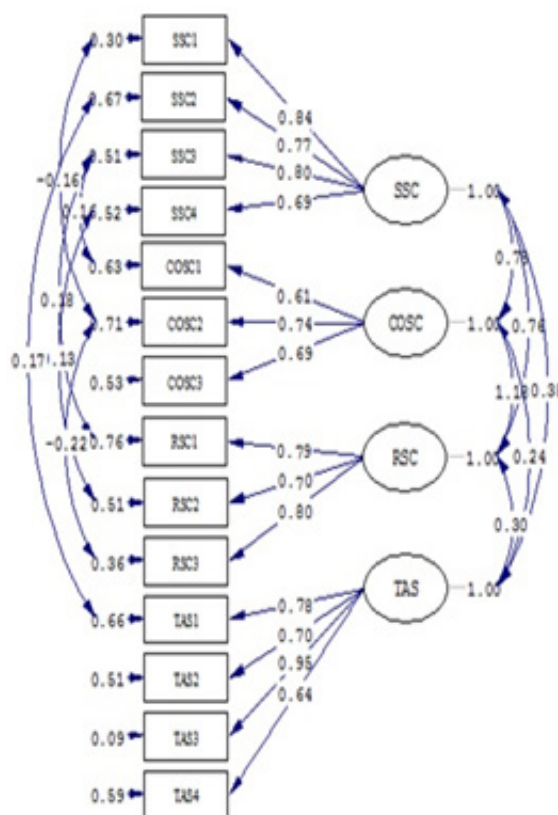 0.30 SSC1
0.84
0.67 SSC2
0.77
0.51 SSC3
0.80
-0.16
SSC 1.00
0.52 SSC4
0.69
0.63 COSC1
0.61
0.18
0.71 COSC2
0.74
COSC 1.00
0.76
0.17
0.53 COSC3
0.69
-0.22
0.76 RSC1
0.79
0.24
RSC 1.00
0.51 RSC2
0.70
0.36 RSC3
0.80
0.30
0.66 TAS1
0.78
TAS 1.00
0.51 TAS2
0.70
0.95
0.09 TAS3
0.64
0.59 TAS4